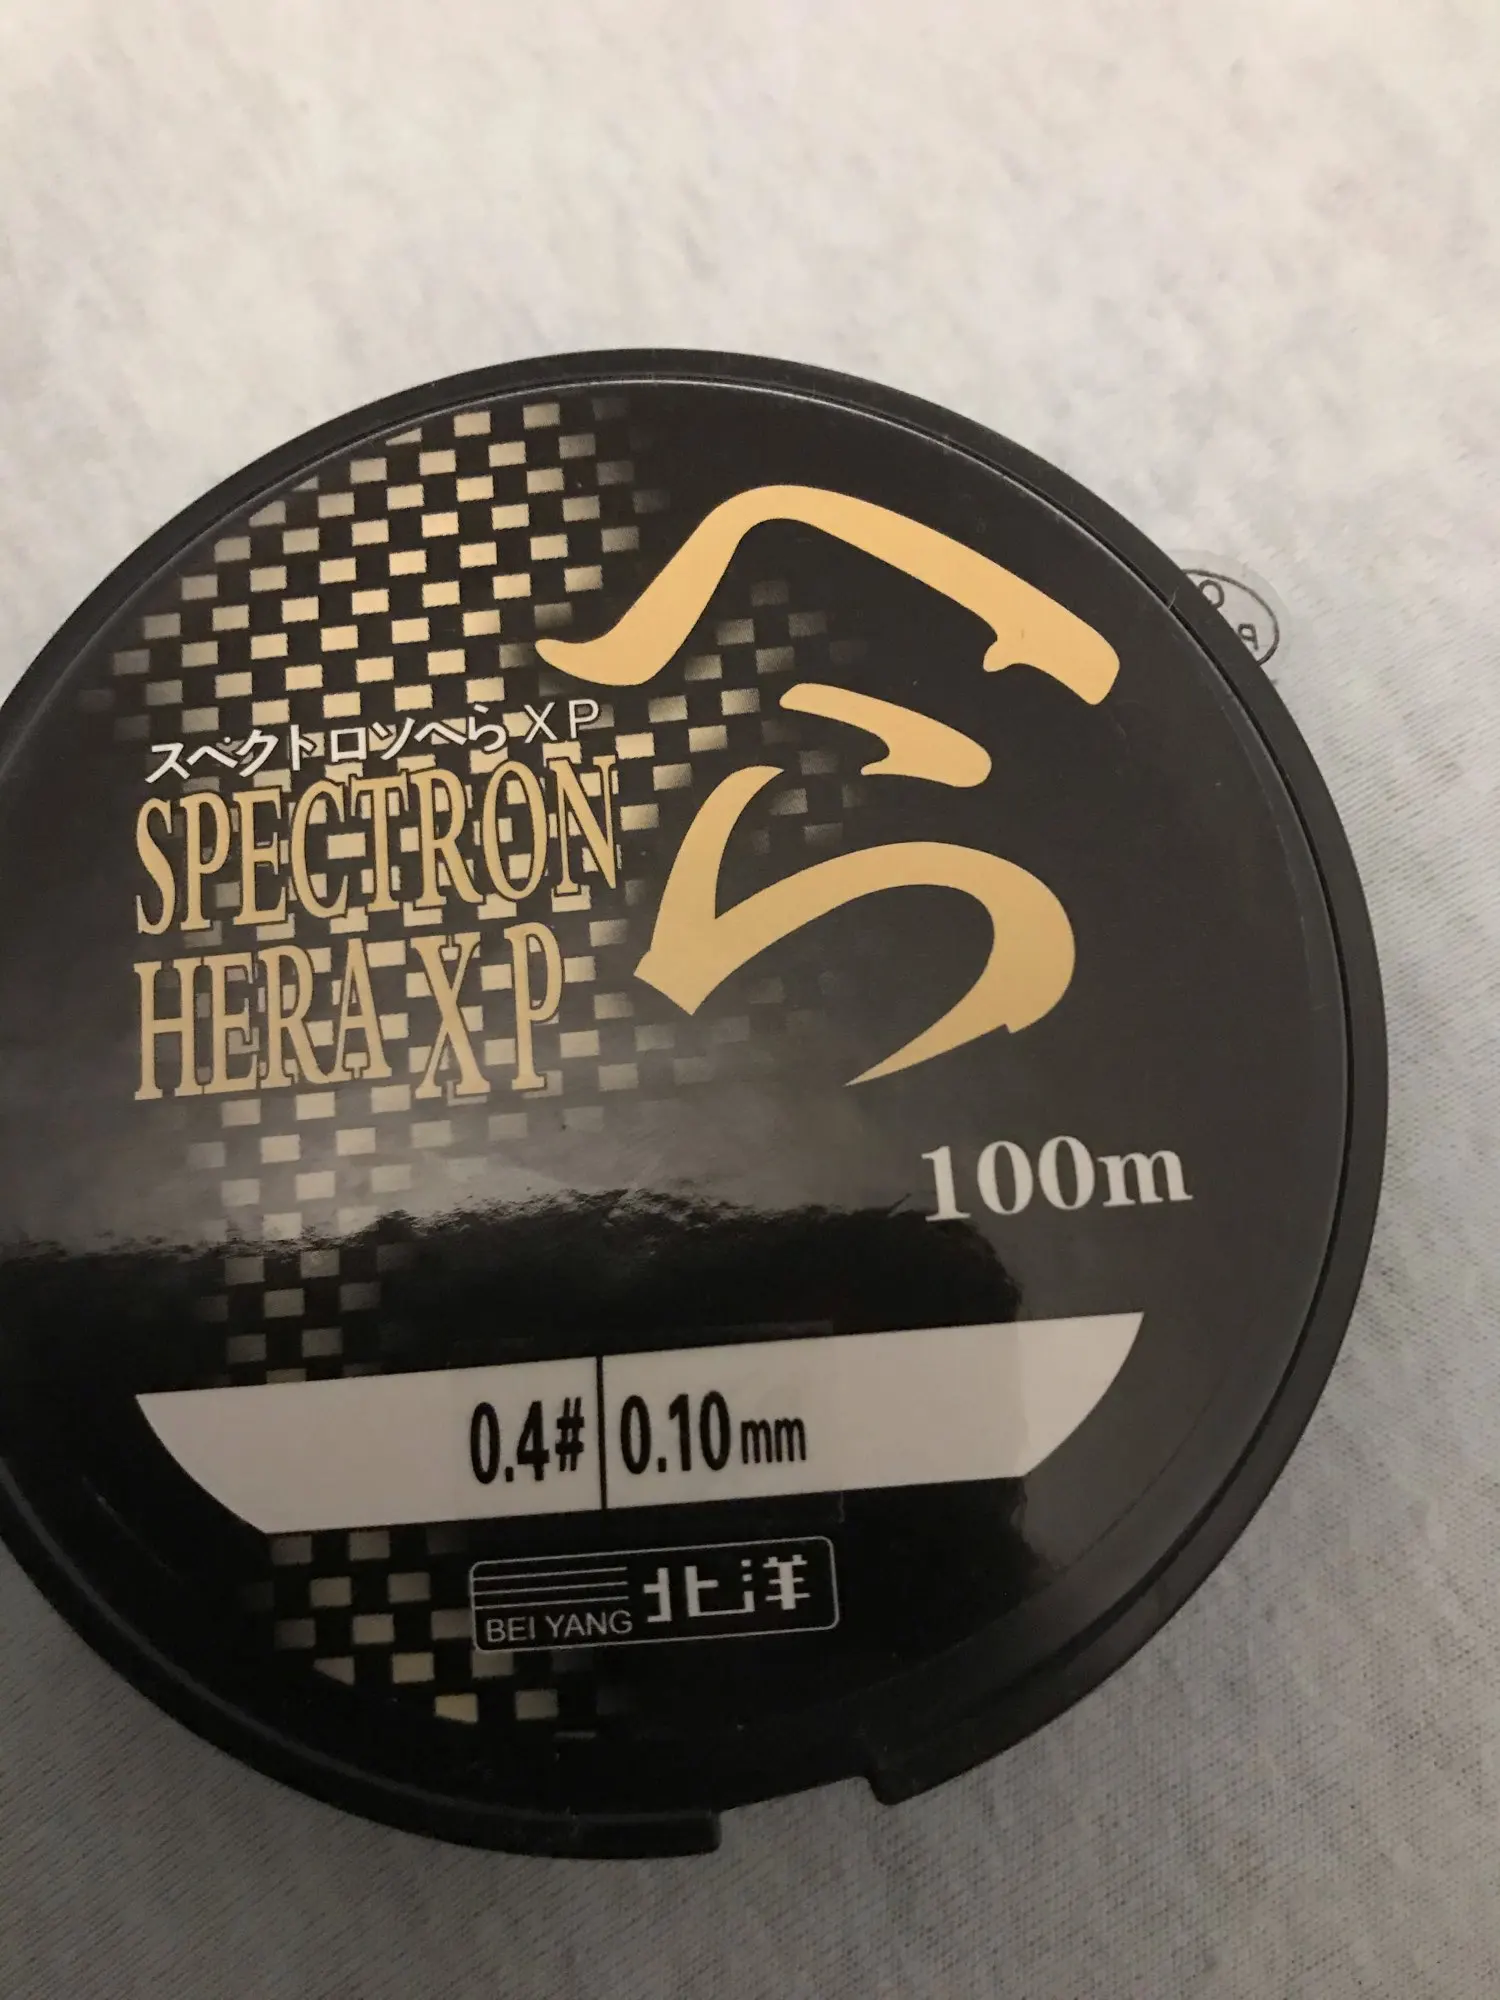 へら
スペクトロソへらXP
SPECTRON
HERA XP
100m
0.4# 0.10mm
BEI YANG 北洋